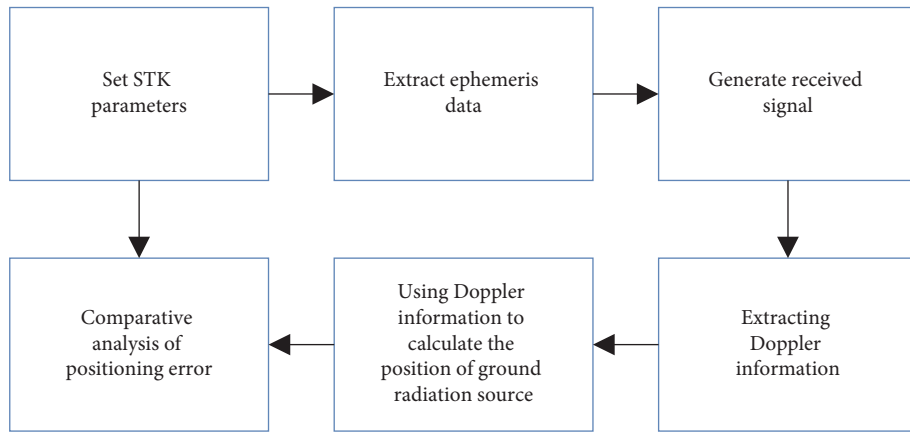 Set STK
parameters
Extract ephemeris
data
Generate received
signal
Comparative
analysis of
positioning error
Using Doppler
information to
calculate the
position of ground
radiation source
Extracting
Doppler
information